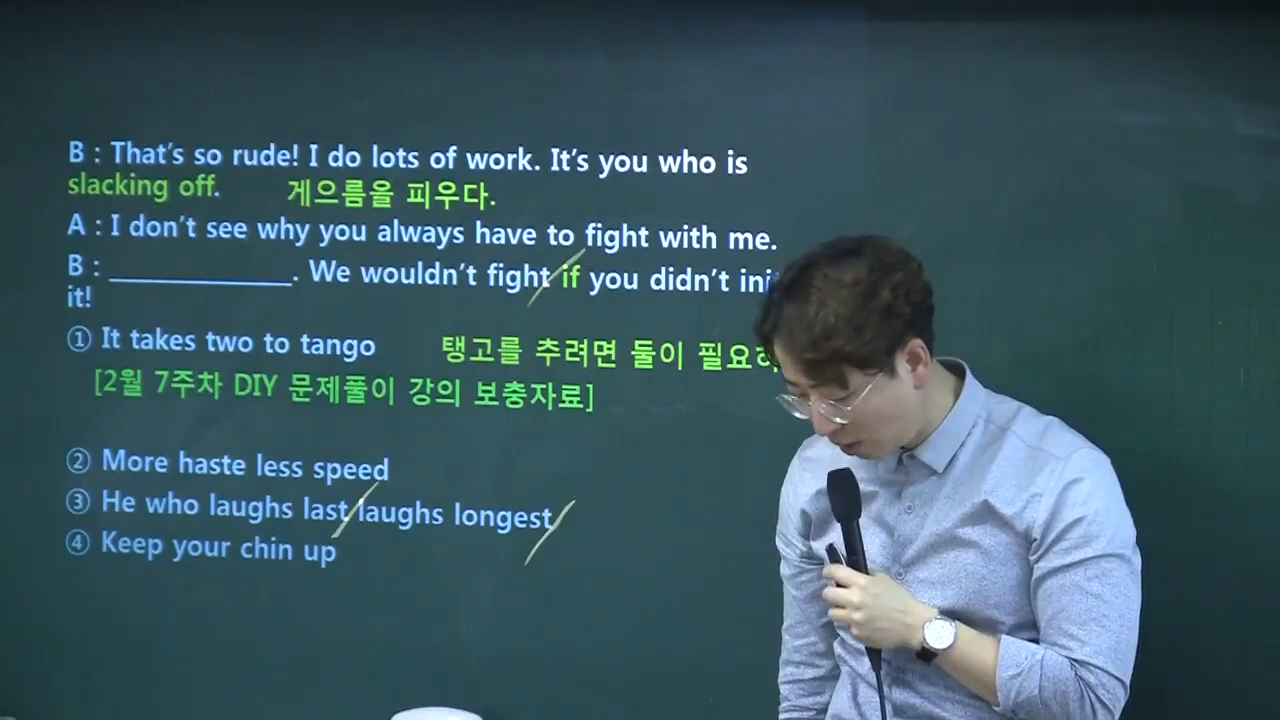 B : That's so rude! I do lots of work. It's you who is
slacking off. 게으름을 피우다.
A : I don't see why you always have to fight with me.
B : ______________. We wouldn't fight if you didn't
it!
① It takes two to tango 탱고를 추려면 둘이
[2월 7주차 DIY 문제풀이 강의 보충자료]
② More haste less speed
③ He who laughs last laughs longest
④ Keep your chin up